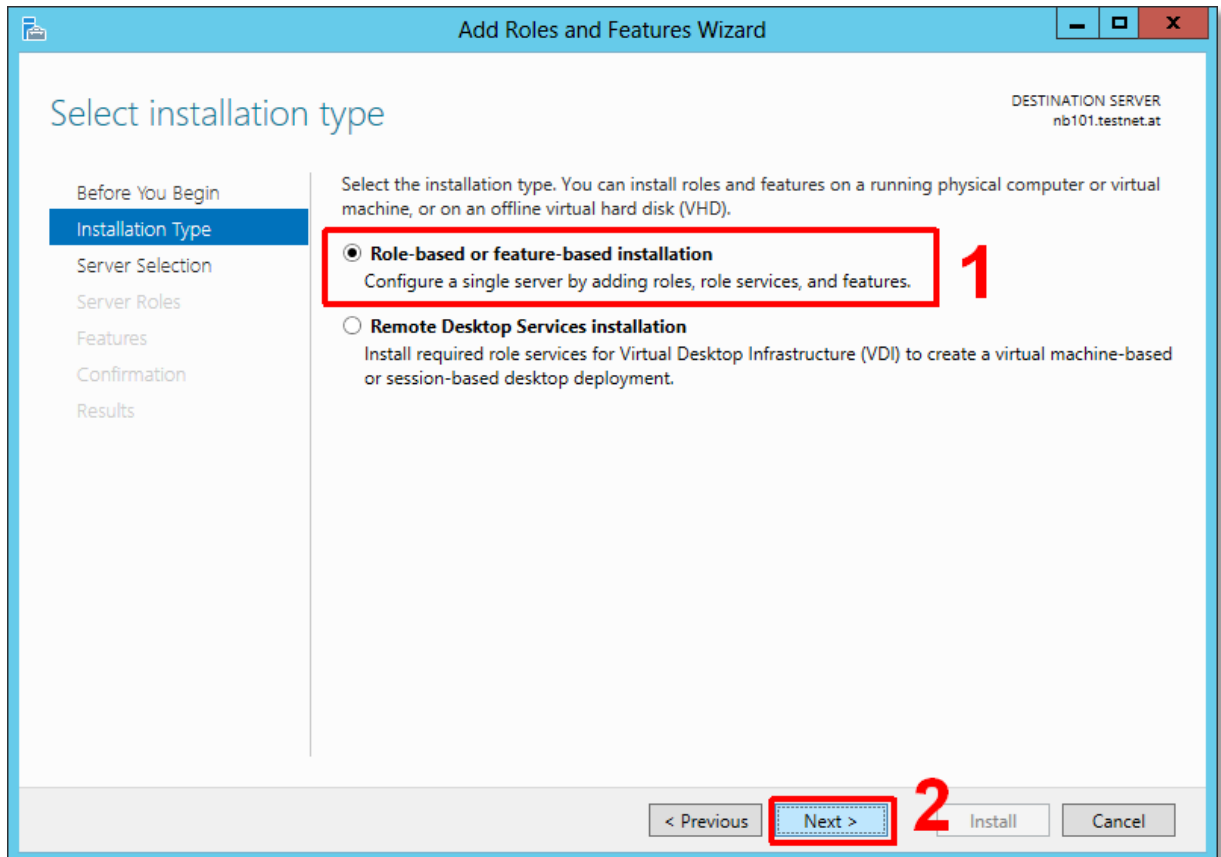 Add Roles and Features Wizard
Select installation type
DESTINATION SERVER
nb101.testnet.at
Before You Begin
Installation Type
Server Selection
Server Roles
Features
Confirmation
Results
Select the installation type. You can install roles and features on a running physical computer or virtual
machine, or on an offline virtual hard disk (VHD).
Role-based or feature-based installation
Configure a single server by adding roles, role services, and features.
1
Remote Desktop Services installation
Install required role services for Virtual Desktop Infrastructure (VDI) to create a virtual machine-based
or session-based desktop deployment.
< Previous
Next >
2
Install
Cancel